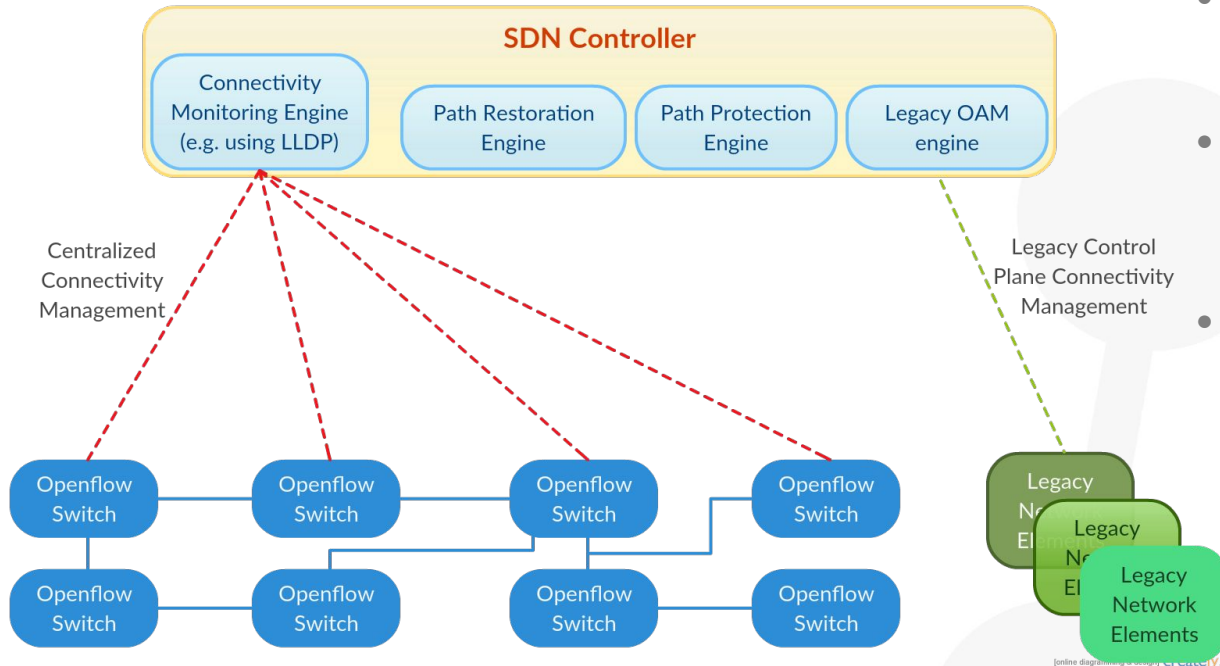 SDN Controller
Connectivity
Monitoring Engine
(e.g. using LLDP)
Path Restoration
Engine
Path Protection
Engine
Legacy OAM
engine
Centralized
Connectivity
Management
Legacy Control
Plane Connectivity
Management
Openflow
Switch
Openflow
Switch
Openflow
Switch
Openflow
Switch
Openflow
Switch
Openflow
Switch
Openflow
Switch
Openflow
Switch
Legacy
Legacy
Legacy
Network
Elements